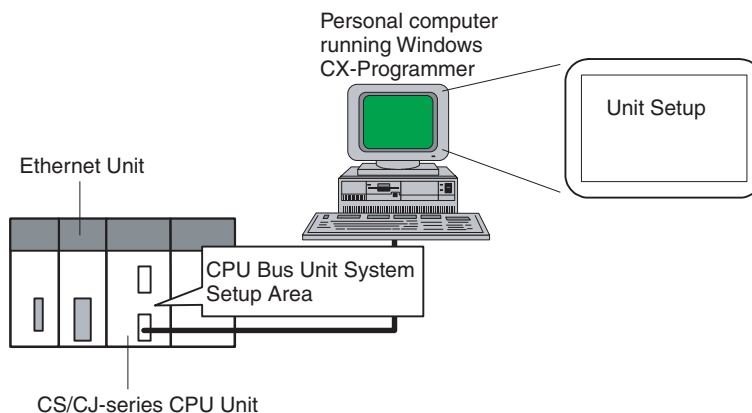 Personal computer
running Windows
CX-Programmer
Unit Setup
Ethernet Unit
CPU Bus Unit System
Setup Area
CS/CJ-series CPU Unit